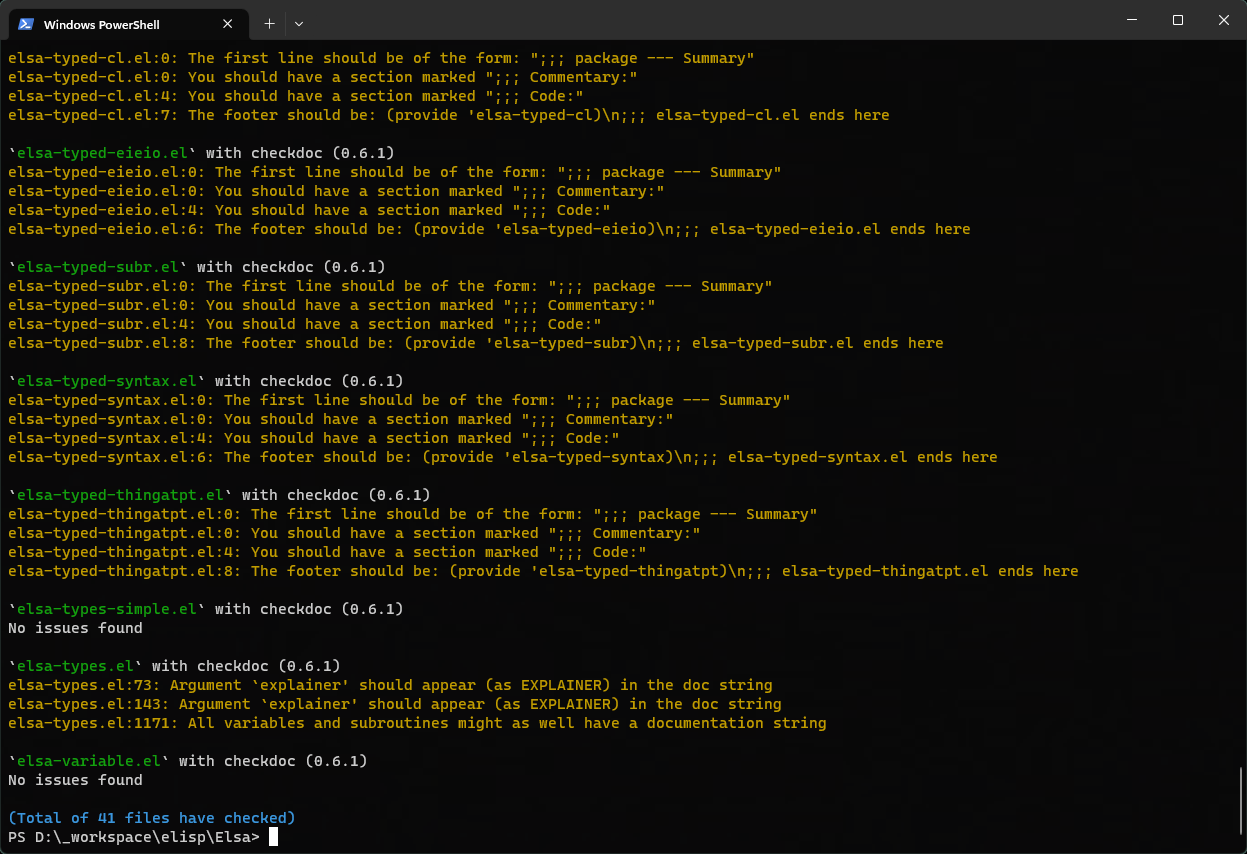 Windows PowerShell
elsa-typed-cl.el:0: The first line should be of the form: ";;; package --- Summary"
elsa-typed-cl.el:0: You should have a section marked ";;; Commentary:"
elsa-typed-cl.el:4: You should have a section marked ";;; Code:"
elsa-typed-cl.el:7: The footer should be: (provide 'elsa-typed-cl)\n;;; elsa-typed-cl.el ends here
`elsa-typed-eieio.el` with checkdoc (0.6.1)
elsa-typed-eieio.el:0: The first line should be of the form: ";;; package --- Summary"
elsa-typed-eieio.el:0: You should have a section marked ";;; Commentary:"
elsa-typed-eieio.el:4: You should have a section marked ";;; Code:"
elsa-typed-eieio.el:6: The footer should be: (provide 'elsa-typed-eieio)\n;;; elsa-typed-eieio.el ends here
`elsa-typed-subr.el` with checkdoc (0.6.1)
elsa-typed-subr.el:0: The first line should be of the form: ";;; package --- Summary"
elsa-typed-subr.el:0: You should have a section marked ";;; Commentary:"
elsa-typed-subr.el:4: You should have a section marked ";;; Code:"
elsa-typed-subr.el:8: The footer should be: (provide 'elsa-typed-subr)\n;;; elsa-typed-subr.el ends here
`elsa-typed-syntax.el` with checkdoc (0.6.1)
elsa-typed-syntax.el:0: The first line should be of the form: ";;; package --- Summary"
elsa-typed-syntax.el:0: You should have a section marked ";;; Commentary:"
elsa-typed-syntax.el:4: You should have a section marked ";;; Code:"
elsa-typed-syntax.el:6: The footer should be: (provide 'elsa-typed-syntax)\n;;; elsa-typed-syntax.el ends here
`elsa-typed-thingatpt.el` with checkdoc (0.6.1)
elsa-typed-thingatpt.el:0: The first line should be of the form: ";;; package --- Summary"
elsa-typed-thingatpt.el:0: You should have a section marked ";;; Commentary:"
elsa-typed-thingatpt.el:4: You should have a section marked ";;; Code:"
elsa-typed-thingatpt.el:8: The footer should be: (provide 'elsa-typed-thingatpt)\n;;; elsa-typed-thingatpt.el ends here
`elsa-types-simple.el` with checkdoc (0.6.1)
No issues found
`elsa-types.el` with checkdoc (0.6.1)
elsa-types.el:73: Argument `explainer' should appear (as EXPLAINER) in the doc string
elsa-types.el:143: Argument `explainer' should appear (as EXPLAINER) in the doc string
elsa-types.el:1171: All variables and subroutines might as well have a documentation string
`elsa-variable.el` with checkdoc (0.6.1)
No issues found
(Total of 41 files have checked)
PS D:\_workspace\elisp\Elsa>